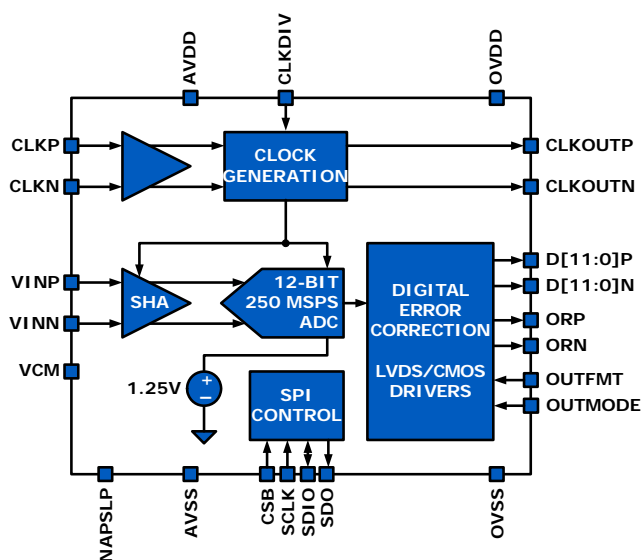 AVDD
CLKDIV
OVDD
CLKP
CLKN
CLOCK
GENERATION
CLKOUTP
CLKOUTN
VINP
VINN
SHA
12-BIT
250 MSPS
ADC
DIGITAL
ERROR
CORRECTION
LVDS/CMOS
DRIVERS
D[11:0]P
D[11:0]N
ORP
ORN
OUTFMT
OUTMODE
VCM
1.25V
+
–
SPI
CONTROL
NAPSLP
AVSS
CSB
SCLK
SDIO
SDO
OVSS